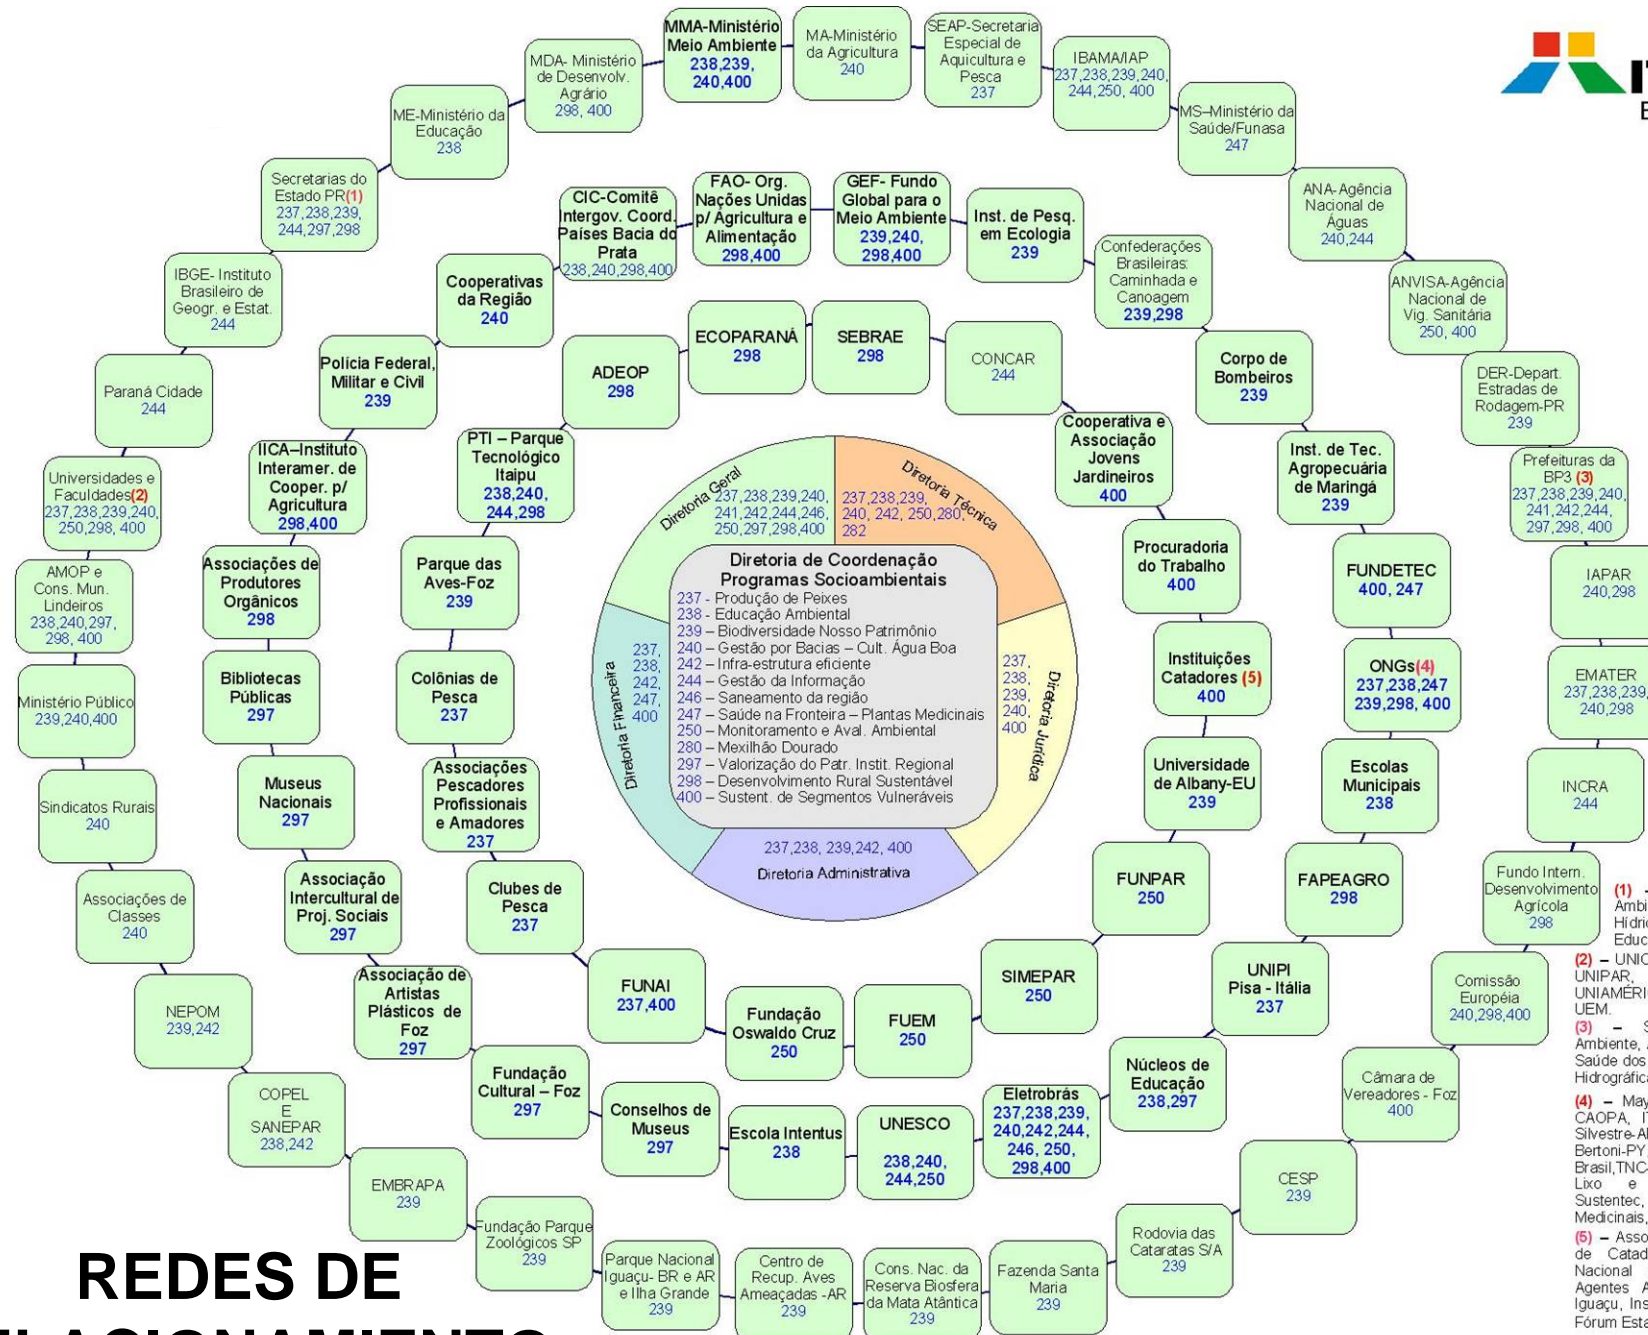 MMA-Ministério
Meio Ambiente
238,239,
240,400
MA-Ministério
da Agricultura
240
SEAP-Secretaria
Especial de
Aquicultura e
Pesca
237
IBAMA/IAP
237,238,239,240,
244,250, 400
MS–Ministério da
Saúde/Funasa
247
ANA-Agência
Nacional de
Águas
240,244
ANVISA-Agência
Nacional de
Vig. Sanitária
250, 400
DER-Depart.
Estradas de
Rodagem-PR
239
Prefeituras da
BP3 (3)
237,238,239,240,
241,242,244,
297,298, 400
IAPAR
240,298
EMATER
237,238,239,
240,298
INCRA
244
Fundo Intern.
Desenvolvimento
Agrícola
298
Comissão
Européia
240,298,400
Câmara de
Vereadores - Foz
400
CESP
239
Rodovia das
Cataratas S/A
239
Fazenda Santa
Maria
239
Cons. Nac. da
Reserva Biosfera
da Mata Atântica
239
Centro de
Recup. Aves
Ameaçadas -AR
239
Parque Nacional
Iguaçu- BR e AR
e Ilha Grande
239
Fundação Parque
Zoológicos SP
239
EMBRAPA
239
COPEL
E
SANEPAR
238,242
NEPOM
239,242
Associações de
Classes
240
Sindicatos Rurais
240
Ministério Público
239,240,400
AMOP e
Cons. Mun.
Lindeiros
238,240,297,
298, 400
Universidades e
Faculdades(2)
237,238,239,240,
250,298, 400
Paraná Cidade
244
IBGE- Instituto
Brasileiro de
Geogr. e Estat.
244
Secretarias do
Estado PR(1)
237,238,239,
244,297,298
ME-Ministério da
Educação
238
MDA- Ministério
de Desenvolv.
Agrário
298, 400
CIC-Comitê
Intergov. Coord.
Países Bacia do
Prata
238,240,298,400
FAO- Org.
Nações Unidas
p/ Agricultura e
Alimentação
298,400
GEF- Fundo
Global para o
Meio Ambiente
239,240,
298,400
Inst. de Pesq.
em Ecologia
239
Confederações
Brasileiras:
Caminhada e
Canoagem
239,298
Corpo de
Bombeiros
239
Inst. de Tec.
Agropecuária
de Maringá
239
FUNDETEC
400, 247
ONGs(4)
237,238,247
239,298, 400
Escolas
Municipais
238
FAPEAGRO
298
UNIPI
Pisa - Itália
237
Núcleos de
Educação
238,297
Eletrobrás
237,238,239,
240,242,244,
246, 250,
298,400
UNESCO
238,240,
244,250
Escola Intentus
238
Conselhos de
Museus
297
Fundação
Cultural – Foz
297
Associação de
Artistas
Plásticos de
Foz
297
Associação
Intercultural de
Proj. Sociais
297
Museus
Nacionais
297
Bibliotecas
Públicas
297
Associações de
Produtores
Orgânicos
298
IICA–Instituto
Interamer. de
Cooper. p/
Agricultura
298,400
Polícia Federal,
Militar e Civil
239
Cooperativas
da Região
240
ECOPARANÁ
298
SEBRAE
298
CONCAR
244
Cooperativa e
Associação
Jovens
Jardineiros
400
Procuradoria
do Trabalho
400
Instituições
Catadores (5)
400
Universidade
de Albany-EU
239
FUNPAR
250
SIMEPAR
250
FUEM
250
Fundação
Oswaldo Cruz
250
FUNAI
237,400
Clubes de
Pesca
237
Associações
Pescadores
Profissionais
e Amadores
237
Colônias de
Pesca
237
Parque das
Aves-Foz
239
PTI – Parque
Tecnológico
Itaipu
238,240,
244,298
ADEOP
298
Diretoria Geral
237,238,239,240,
241,242,244,246,
250,297,298,400
Diretoria Técnica
237,238,239,
240, 242, 250,280,
282
Diretoria Jurídica
237,
238,
239,
240,
400
Diretoria Administrativa
237,238, 239,242, 400
Diretoria Financeira
237,
238,
242,
247,
400
Diretoria de Coordenação
Programas Socioambientais
237 - Produção de Peixes
238 - Educação Ambiental
239 – Biodiversidade Nosso Patrimônio
240 – Gestão por Bacias – Cult. Água Boa
242 – Infra-estrutura eficiente
244 – Gestão da Informação
246 – Saneamento da região
247 – Saúde na Fronteira – Plantas Medicinais
250 – Monitoramento e Aval. Ambiental
280 – Mexilhão Dourado
297 – Valorização do Patr. Instit. Regional
298 – Desenvolvimento Rural Sustentável
400 – Sustent. de Segmentos Vulneráveis
(1) –
(2) –
UNIPAR,
UEM.
(3) –
Ambiente,
Saúde dos
(4) –
CAOPA,
Bertoni-PY,
Lixo e
Sustentec,
Medicinais,
(5) –
Nacional
Agentes
Iguaçu,
Fórum
REDES DE